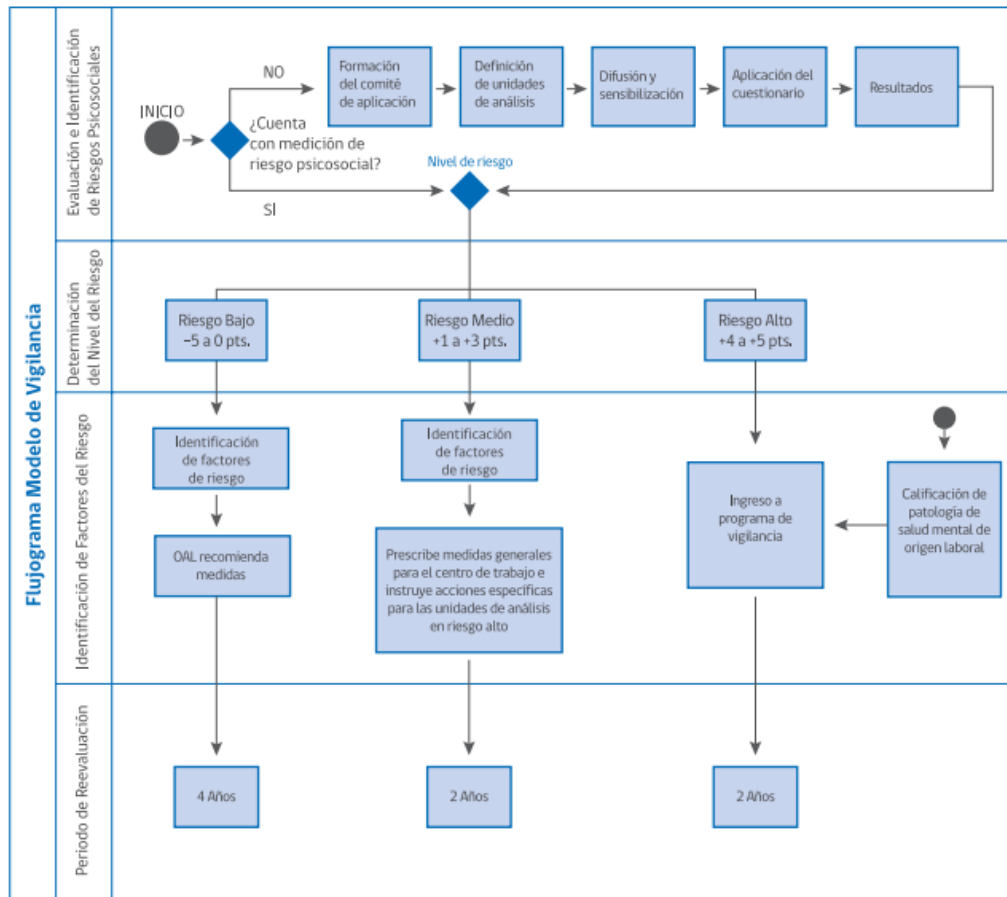 Flujograma Modelo de Vigilancia
Evaluación e Identificación
de Riesgos Psicosociales
INICIO
NO
¿Cuenta
con medición de
riesgo psicosocial?
SÍ
Formación
del comité
de aplicación
Definición
de unidades
de análisis
Difusión y
sensibilización
Aplicación del
cuestionario
Resultados
Nivel de riesgo
Determinación
del Nivel del Riesgo
Riesgo Bajo
−5 a 0 pts.
Riesgo Medio
+1 a +3 pts.
Riesgo Alto
+4 a +5 pts.
Identificación de Factores del Riesgo
Identificación
de factores
de riesgo
OAL recomienda
medidas
Identificación
de factores
de riesgo
Prescribe medidas generales
para el centro de trabajo e
instruye acciones específicas
para las unidades de análisis
en riesgo alto
Ingreso a
programa de
vigilancia
Calificación de
patología de
salud mental de
origen laboral
Periodo de Reevaluación
4 Años
2 Años
2 Años